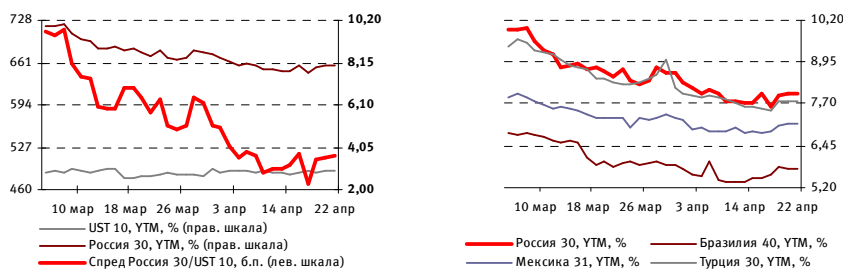 728
661
594
527
460
10,20
8,15
6,10
4,05
2,00
10 мар
18 мар
26 мар
3 апр
14 апр
22 апр
UST 10, YTM, % (прав. шкала)
Россия 30, YTM, % (прав. шкала)
Спред Россия 30/UST 10, б.п. (лев. шкала)
10,20
8,95
7,70
6,45
5,20
10 мар
18 мар
26 мар
3 апр
14 апр
22 апр
Россия 30, YTM, %
Бразилия 40, YTM, %
Мексика 31, YTM, %
Турция 30, YTM, %